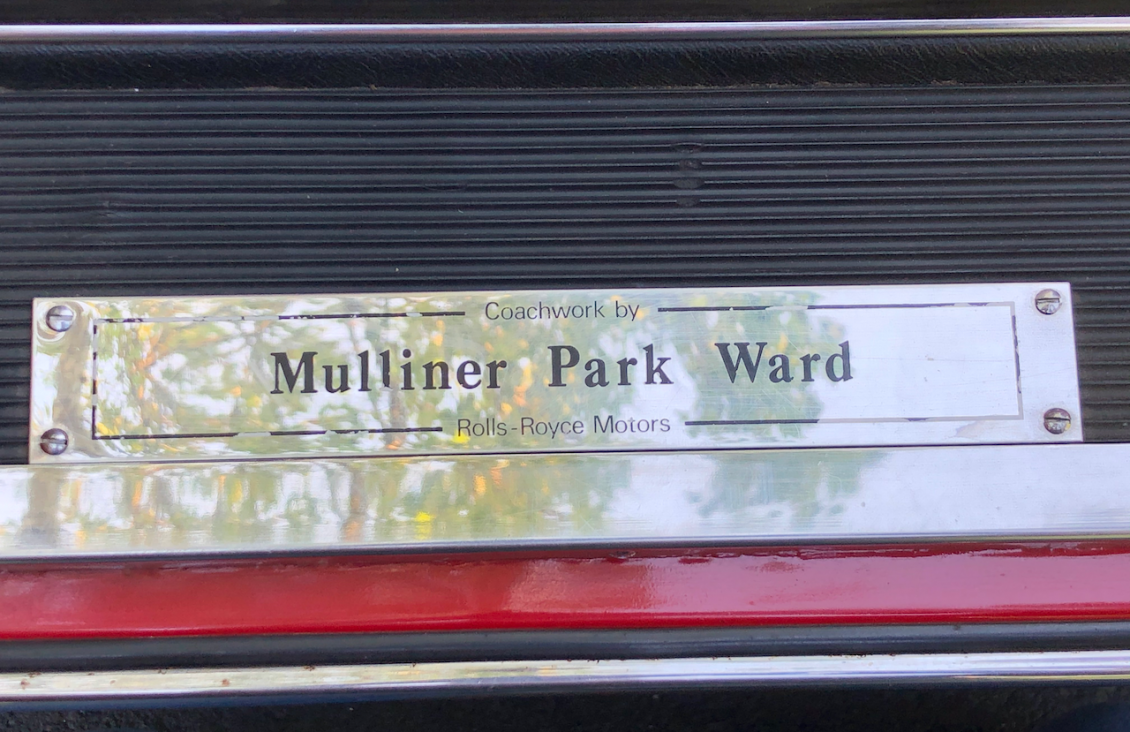 Coachwork by
Mulliner Park Ward
Rolls-Royce Motors